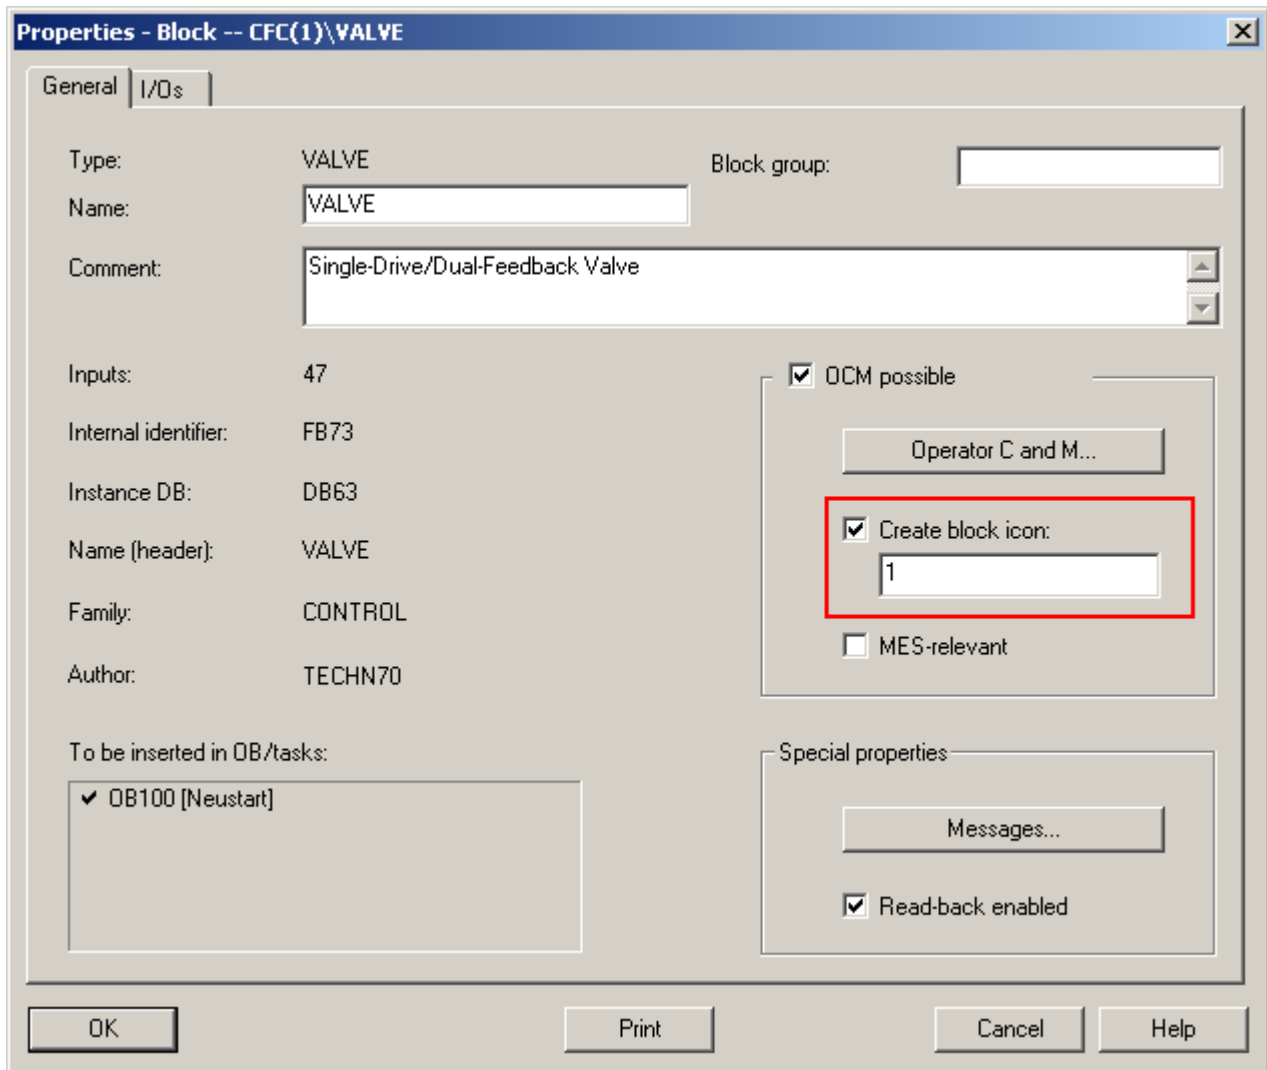 Properties - Block -- CFC(1)\VALVE
General
I/Os
Type:
VALVE
Block group:
Name:
VALVE
Comment:
Single-Drive/Dual-Feedback Valve
Inputs:
47
OCM possible
Internal identifier:
FB73
Operator C and M...
Instance DB:
DB63
Create block icon:
Name (header):
VALVE
1
Family:
CONTROL
MES-relevant
Author:
TECHN70
To be inserted in OB/tasks:
OB100 [Neustart]
Special properties
Messages...
Read-back enabled
OK
Print
Cancel
Help